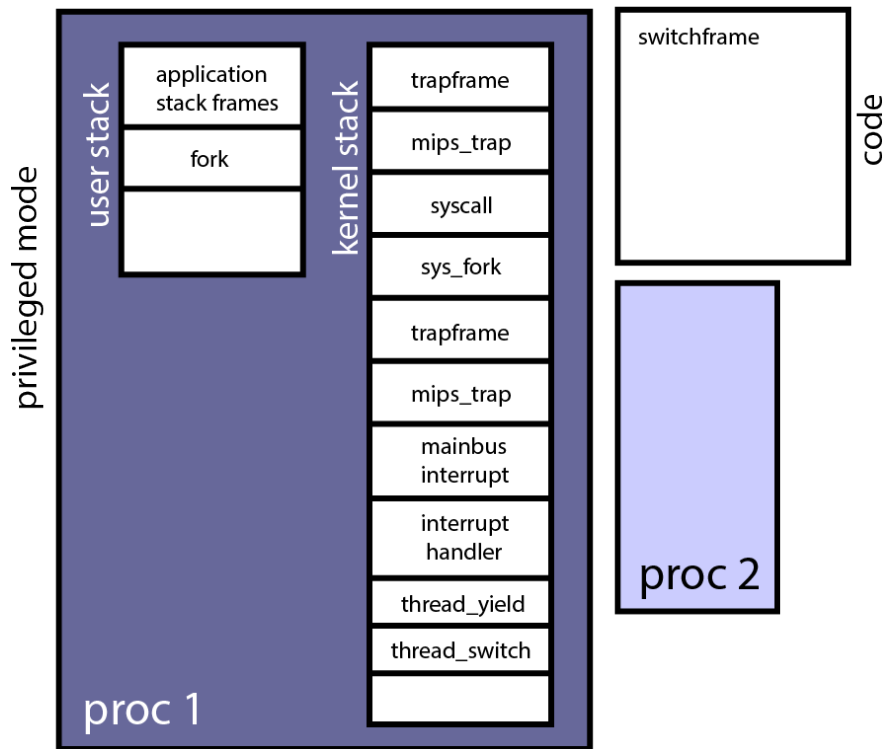 privileged mode
user stack
application
stack frames
fork
kernel stack
trapframe
mips_trap
syscall
sys_fork
trapframe
mips_trap
mainbus
interrupt
interrupt
handler
thread_yield
thread_switch
proc 1
switchframe
code
proc 2